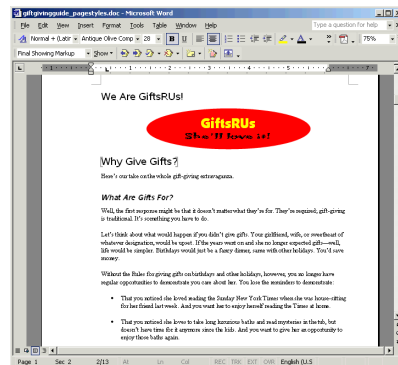 giftgivingguide_pagestyles.doc - Microsoft Word
File Edit View Insert Format Tools Table Window Help Type a question for help
Normal + (Latir Antique Olive Comp 28 B U 75%
Final Showing Markup Show
We Are GiftsRUs!
GiftsRUs
She'll love it!
Why Give Gifts?
Here's our take on the whole gift-giving extravaganza.
What Are Gifts For?
Well, the first response might be that it doesn't matter what they're for. They're required; gift-giving
is traditional. It's something you have to do.
Let's think about what would happen if you didn't give gifts. Your girlfriend, wife, or sweetheart of
whatever designation, would be upset. If the years went on and she no longer expected gifts—well,
life would be simpler. Birthdays would just be a fancy dinner, same with other holidays. You'd save
money.
Without the Rules for giving gifts on birthdays and other holidays, however, you no longer have
regular opportunities to demonstrate you care about her. You lose the reminders to demonstrate:
• That you noticed she loved reading the Sunday New York Times when she was house-sitting
for her friend last week. And you want her to enjoy herself reading the Times at home.
• That you noticed she loves to take long luxurious baths and read mysteries in the tub, but
doesn't have time for it anymore since the kids. And you want to give her an opportunity to
enjoy those baths again.
Page 1 Sec 2 2/13 At Ln Col REC TRK EXT OVR English (U.S